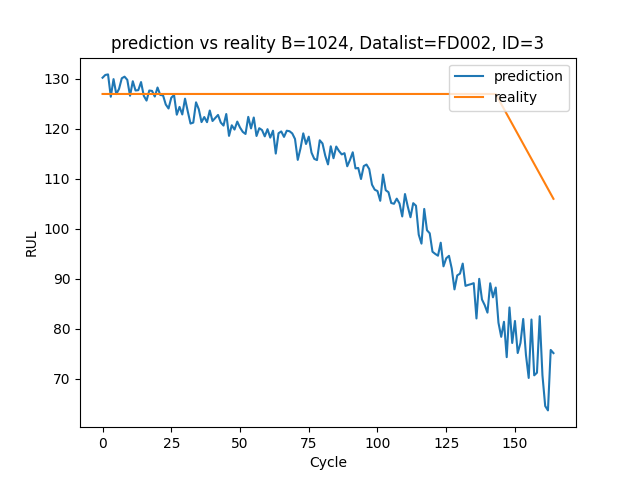 prediction vs reality B=1024, Datalist=FD002, ID=3
prediction
reality
RUL
130
120
110
100
90
80
70
0 25 50 75 100 125 150
Cycle